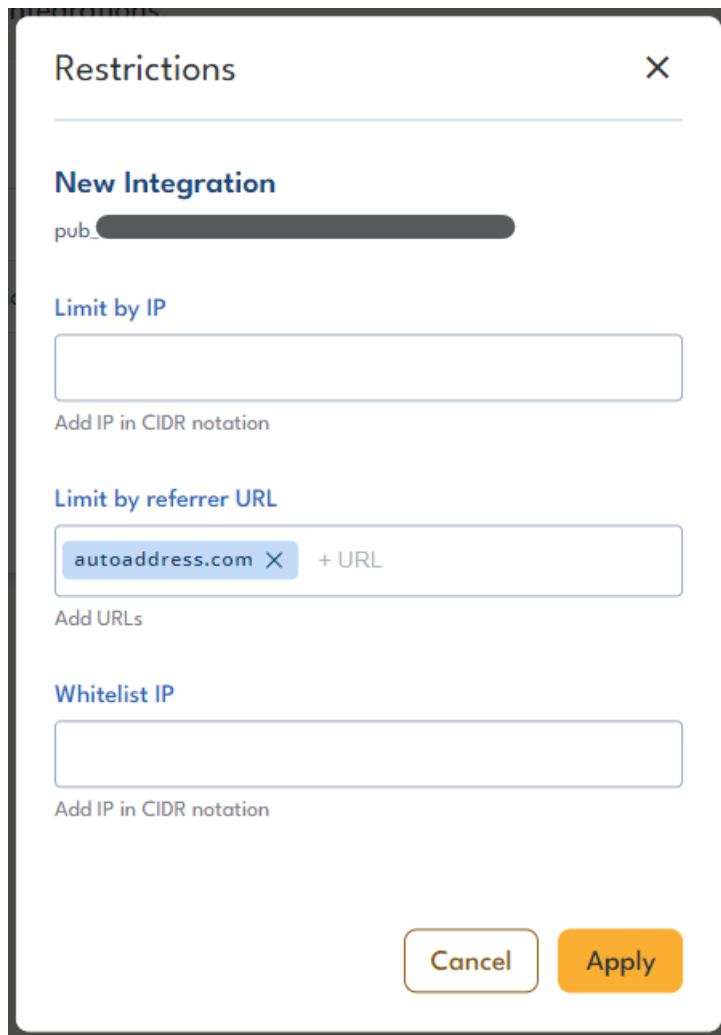 Restrictions
New Integration
pub_
Limit by IP
Add IP in CIDR notation
Limit by referrer URL
autoaddress.com + URL
Add URLs
Whitelist IP
Add IP in CIDR notation
Cancel Apply